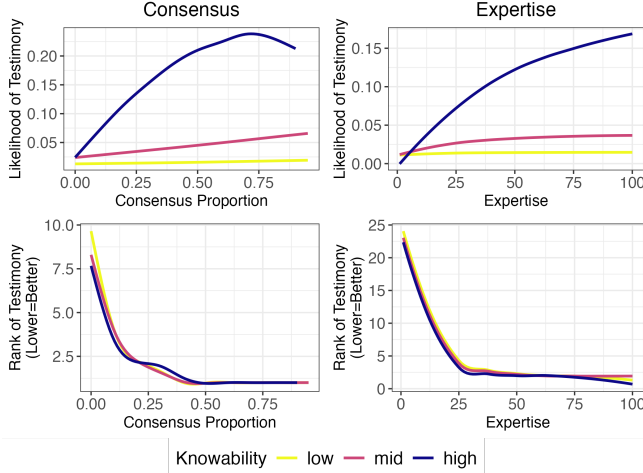 Consensus
Expertise
Likelihood of Testimony
0.20
0.15
0.10
0.05
0.00
0.25
0.50
0.75
Consensus Proportion
Likelihood of Testimony
0.15
0.10
0.05
0.00
0
25
50
75
100
Expertise
Rank of Testimony
(Lower=Better)
10.0
7.5
5.0
2.5
0.00
0.25
0.50
0.75
Consensus Proportion
Rank of Testimony
(Lower=Better)
25
20
15
10
5
0
0
25
50
75
100
Expertise
Knowability low mid high